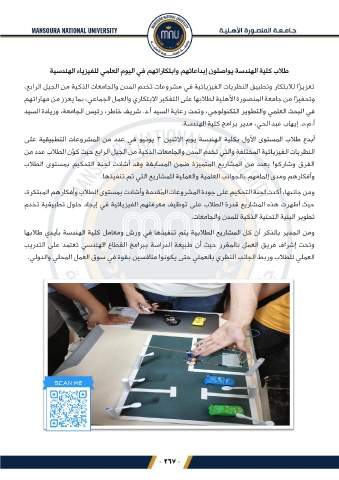 MANSOURA NATIONAL UNIVERSITY
جـامـعـة المنـصـورة الأهـلـيـة
طلاب كلية الهندسة يواصلون إبداعاتهم وابتكاراتهم في اليوم العلمي للفيزياء الهندسية
تعزيزًا للابتكار وتطبيق النظريات الفيزيائية في مشروعات تخدم المدن والجامعات الذكية من الجيل الرابع،
وتحفيزًا من جامعة المنصورة الأهلية لطلابها على التفكير الابتكاري والعمل الجماعي، بما يعزز من مهاراتهم
في البحث العلمي والتطوير التكنولوجي، وتحت رعاية السيد أ.د. شريف خاطر، رئيس الجامعة، وريادة السيد
أ.م.د. إيهاب عبد الحي، مدير برامج كلية الهندسة.
أبدع طلاب المستوى الأول بكلية الهندسة يوم الاثنين ٢ يونيو في عدد من المشروعات التطبيقية على
النظريات الفيزيائية المختلفة والتي تخدم المدن والجامعات الذكية من الجيل الرابع حيث كوّن الطلاب عدد من
الفرق وشاركوا بعدد من المشاريع المتميزة ضمن المسابقة وقد أشادت لجنة التحكيم بمستوى الطلاب
وأفكارهم ومدى إلمامهم بالجوانب العلمية والعملية للمشاريع التي تم تنفيذها.
ومن جانبها، أكدت لجنة التحكيم على جودة المشروعات المُقدمة وأشادت بمستوى الطلاب وأفكارهم المبتكرة،
حيث أظهرت هذه المشاريع قدرة الطلاب على توظيف معرفتهم الفيزيائية في إيجاد حلول تطبيقية تخدم
تطوير البنية التحتية الذكية للمدن والجامعات.
ومن الجدير بالذكر أن كل المشاريع الطلابية يتم تنفيذها في ورش ومعامل كلية الهندسة بأيدي طلابها
وتحت إشراف فريق العمل بالمقرر حيث أن طبيعة الدراسة ببرامج القطاع الهندسي تعتمد على التدريب
العملي للطلاب وربط الجانب النظري بالعملي حتى يكونوا منافسين بقوة في سوق العمل المحلي والدولي.
SCAN ME
- ٢٦٧ -